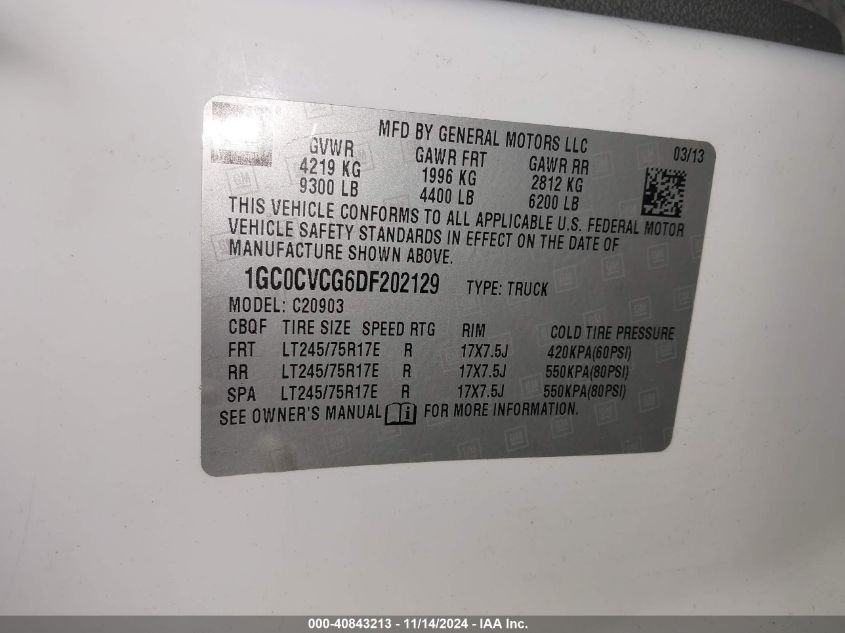 MFD BY GENERAL MOTORS LLC 03/13
GVWR GAWR FRT GAWR RR
4219 KG 1996 KG 2812 KG
9300 LB 4400 LB 6200 LB
THIS VEHICLE CONFORMS TO ALL APPLICABLE U.S. FEDERAL MOTOR
VEHICLE SAFETY STANDARDS IN EFFECT ON THE DATE OF
MANUFACTURE SHOWN ABOVE.
1GC0CVCG6DF202129 TYPE: TRUCK
MODEL: C20903
CBQF TIRE SIZE SPEED RTG RIM COLD TIRE PRESSURE
FRT LT245/75R17E R 17X7.5J 420KPA(60PSI)
RR LT245/75R17E R 17X7.5J 550KPA(80PSI)
SPA LT245/75R17E R 17X7.5J 550KPA(80PSI)
SEE OWNER'S MANUAL i FOR MORE INFORMATION.
000-40843213 - 11/14/2024 - IAA Inc.